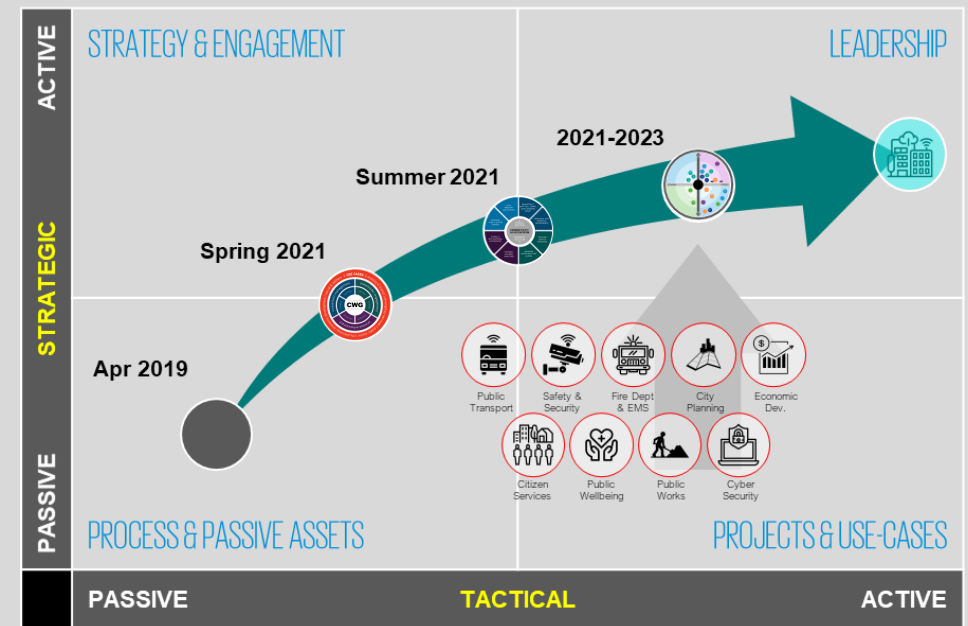 STRATEGY & ENGAGEMENT
LEADERSHIP
ACTIVE
STRATEGIC
PASSIVE
2021-2023
Summer 2021
Spring 2021
CWG
Apr 2019
Public
Transport
Safety &
Security
Fire Dept
& EMS
City
Planning
Economic
Dev.
Citizen
Services
Public
Wellbeing
Public
Works
Cyber
Security
PROCESS & PASSIVE ASSETS
PROJECTS & USE-CASES
PASSIVE
TACTICAL
ACTIVE